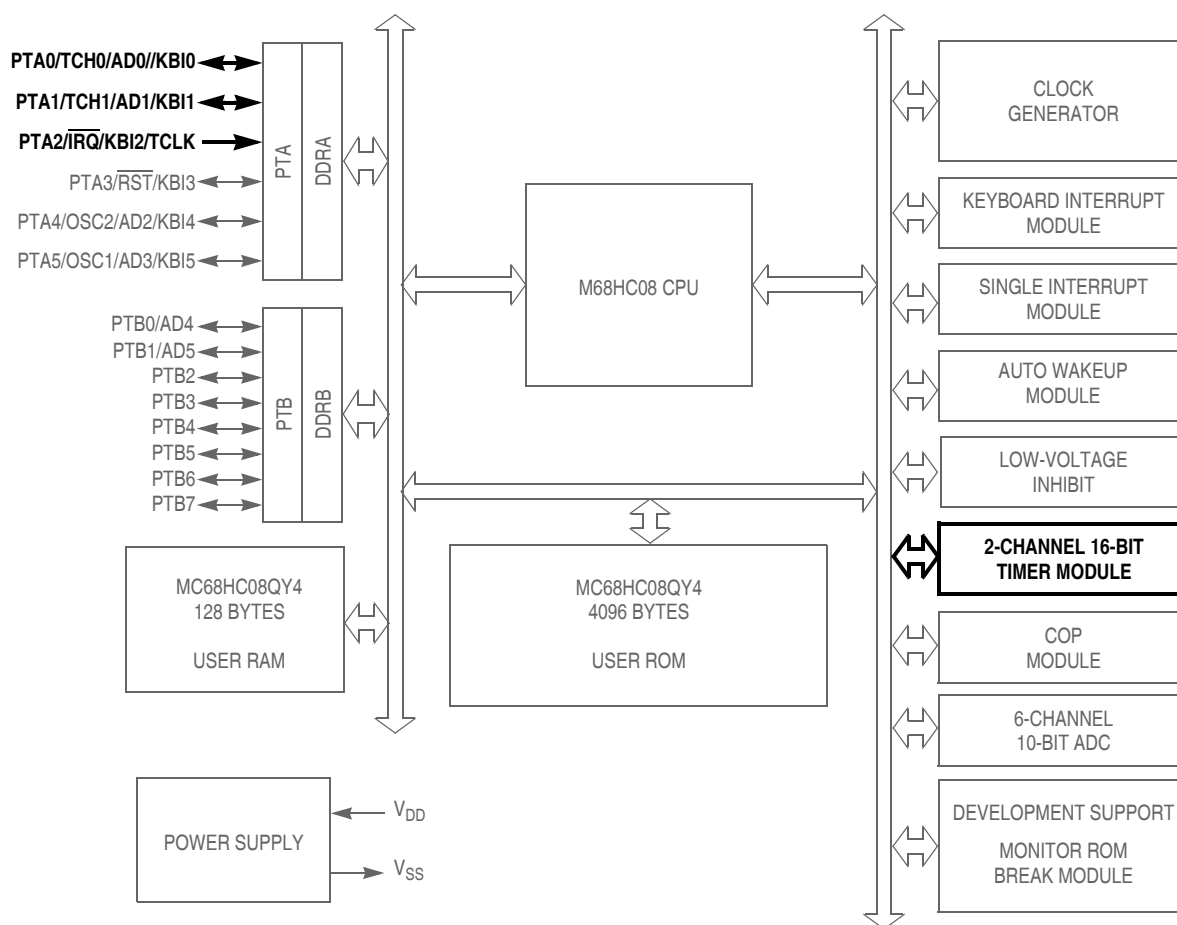 PTA0/TCH0/AD0//KBI0
PTA1/TCH1/AD1/KBI1
PTA2/IRQ/KBI2/TCLK
PTA3/RST/KBI3
PTA4/OSC2/AD2/KBI4
PTA5/OSC1/AD3/KBI5
PTA
DDRA
PTB0/AD4
PTB1/AD5
PTB2
PTB3
PTB4
PTB5
PTB6
PTB7
PTB
DDRB
M68HC08 CPU
MC68HC08QY4
128 BYTES
USER RAM
MC68HC08QY4
4096 BYTES
USER ROM
POWER SUPPLY
VDD
VSS
CLOCK
GENERATOR
KEYBOARD INTERRUPT
MODULE
SINGLE INTERRUPT
MODULE
AUTO WAKEUP
MODULE
LOW-VOLTAGE
INHIBIT
2-CHANNEL 16-BIT
TIMER MODULE
COP
MODULE
6-CHANNEL
10-BIT ADC
DEVELOPMENT SUPPORT
MONITOR ROM
BREAK MODULE